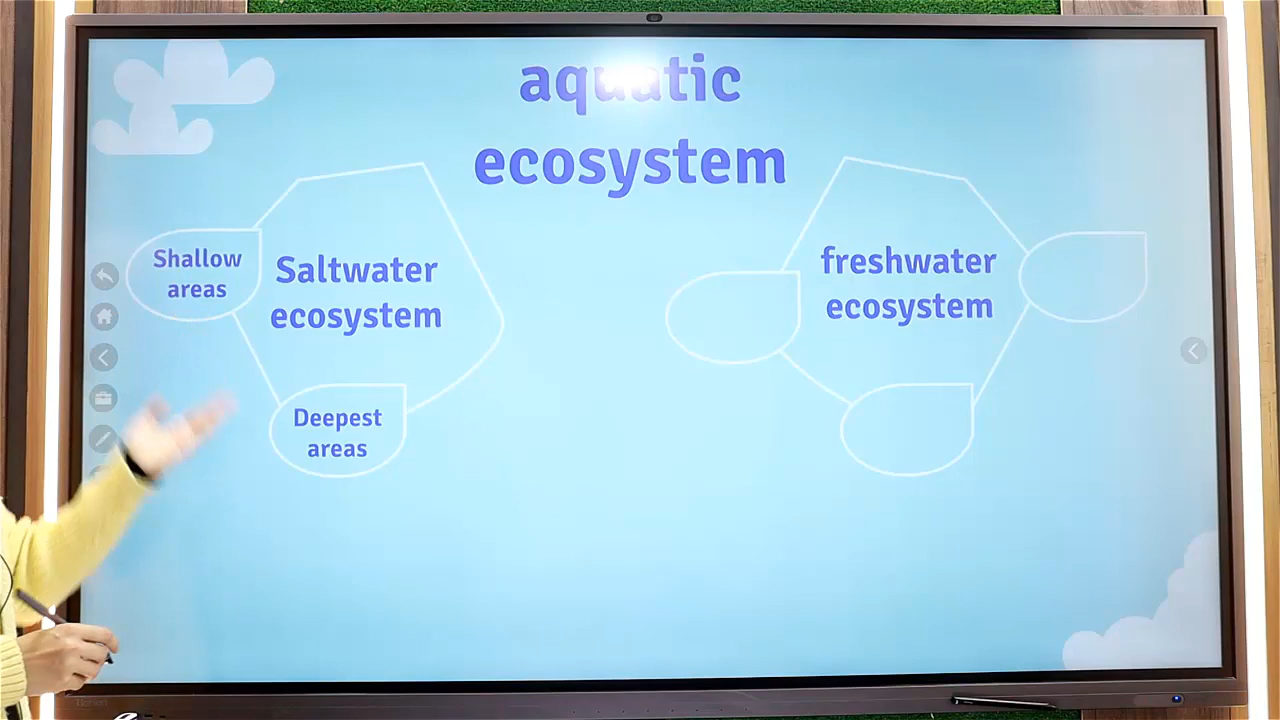 aquatic
ecosystem
Shallow
areas
Saltwater
ecosystem
Deepest
areas
freshwater
ecosystem